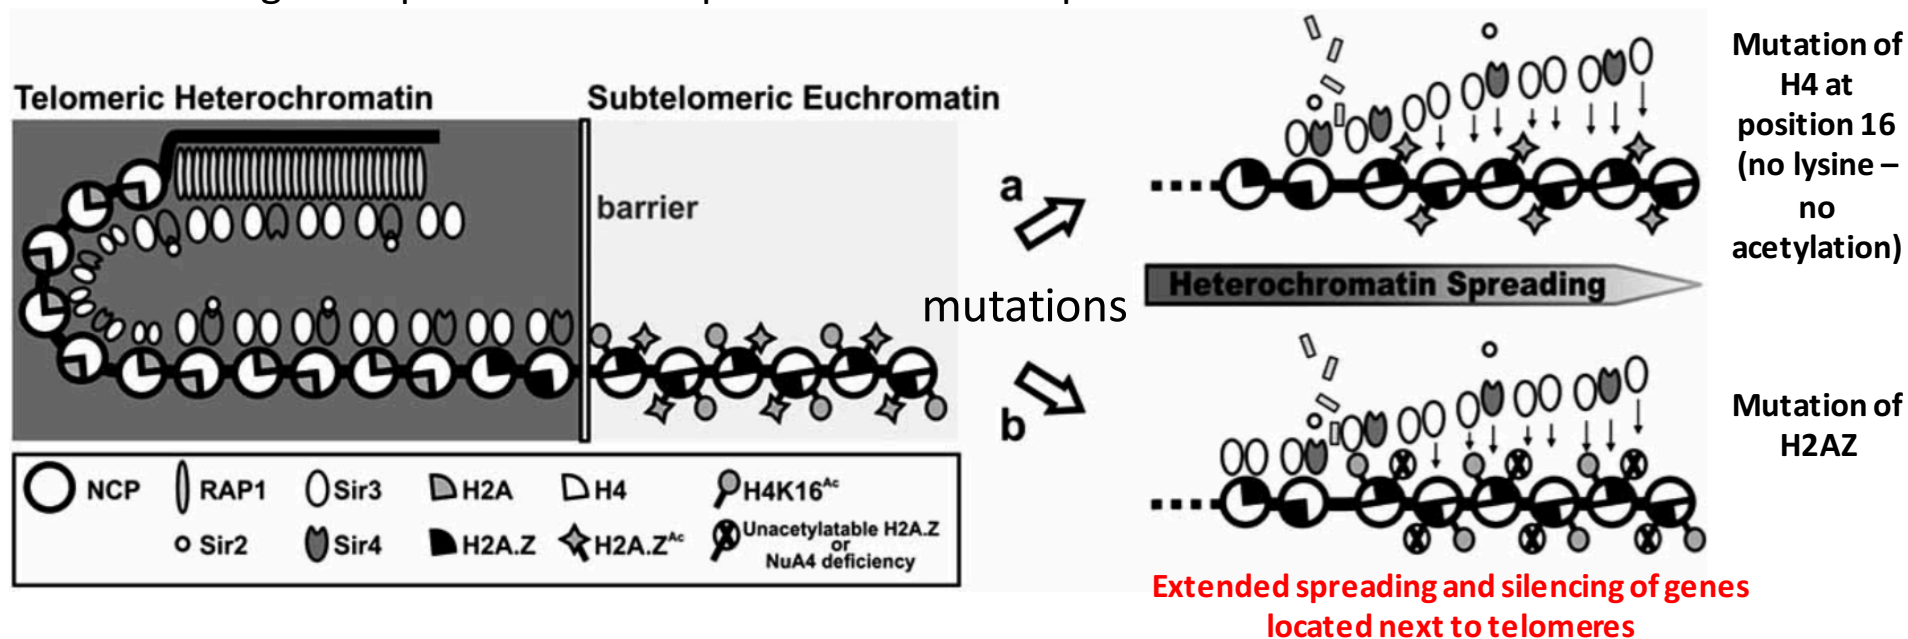 Telomeric Heterochromatin
Subtelomeric Euchromatin
barrier
a
mutations
b
Heterochromatin Spreading
Mutation of
H4 at
position 16
(no lysine –
no
acetylation)
Mutation of
H2AZ
NCP
RAP1
Sir3
H2A
H4
H4K16Ac
Sir2
Sir4
H2A.Z
H2A.ZAc
Unacetylatable H2A.Z
or
NuA4 deficiency
Extended spreading and silencing of genes
located next to telomeres